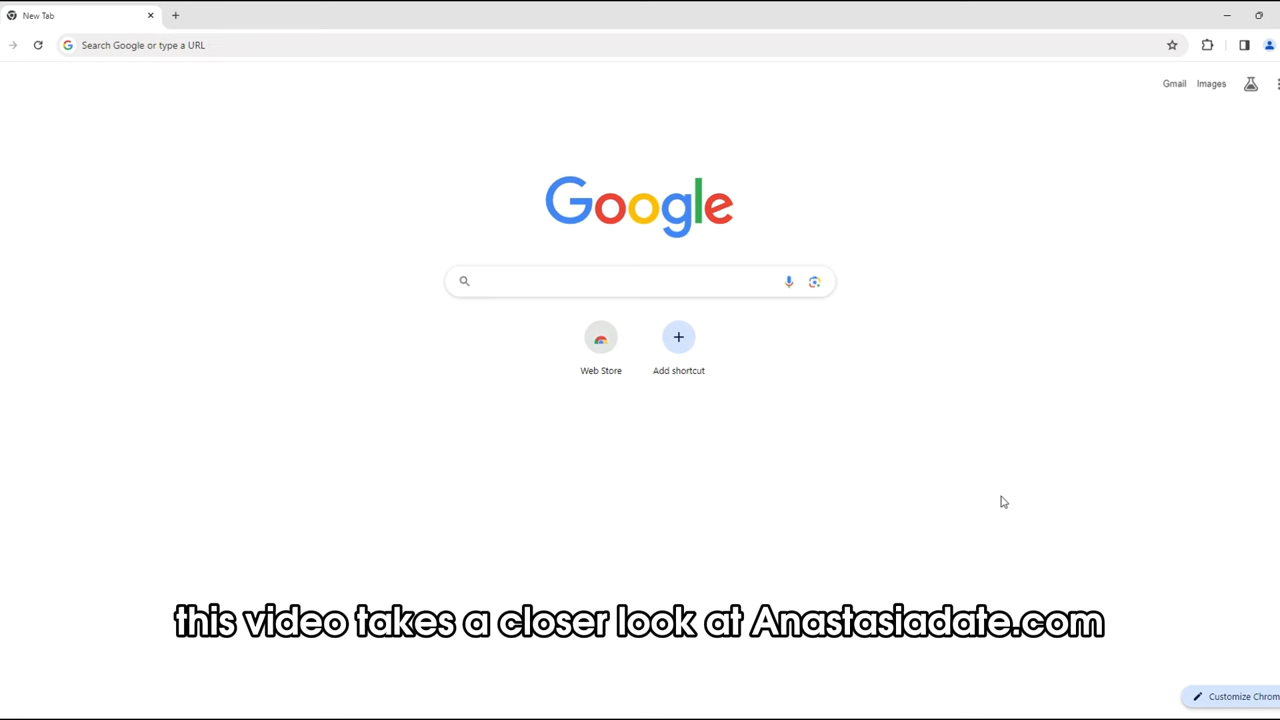 New Tab
Search Google or type a URL
Gmail Images
Google
Web Store Add shortcut
this video takes a closer look at Anastasiadate.com
Customize Chrom